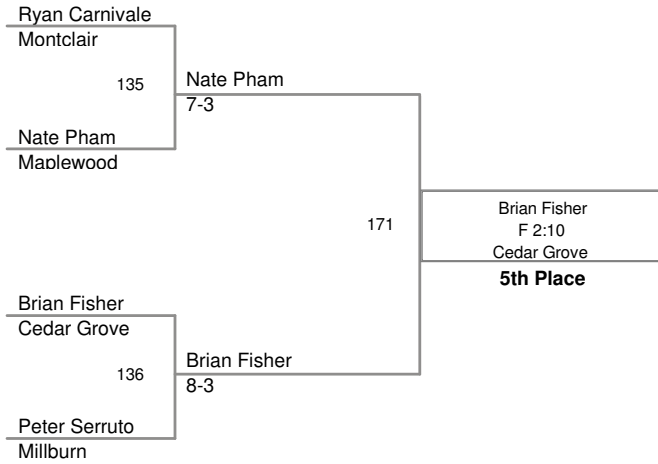 Ryan Carnivale
Montclair
135
Nate Pham
7-3
Nate Pham
Maplewood
171
Brian Fisher
F 2:10
Cedar Grove
5th Place
Brian Fisher
Cedar Grove
136
Brian Fisher
8-3
Peter Serruto
Millburn